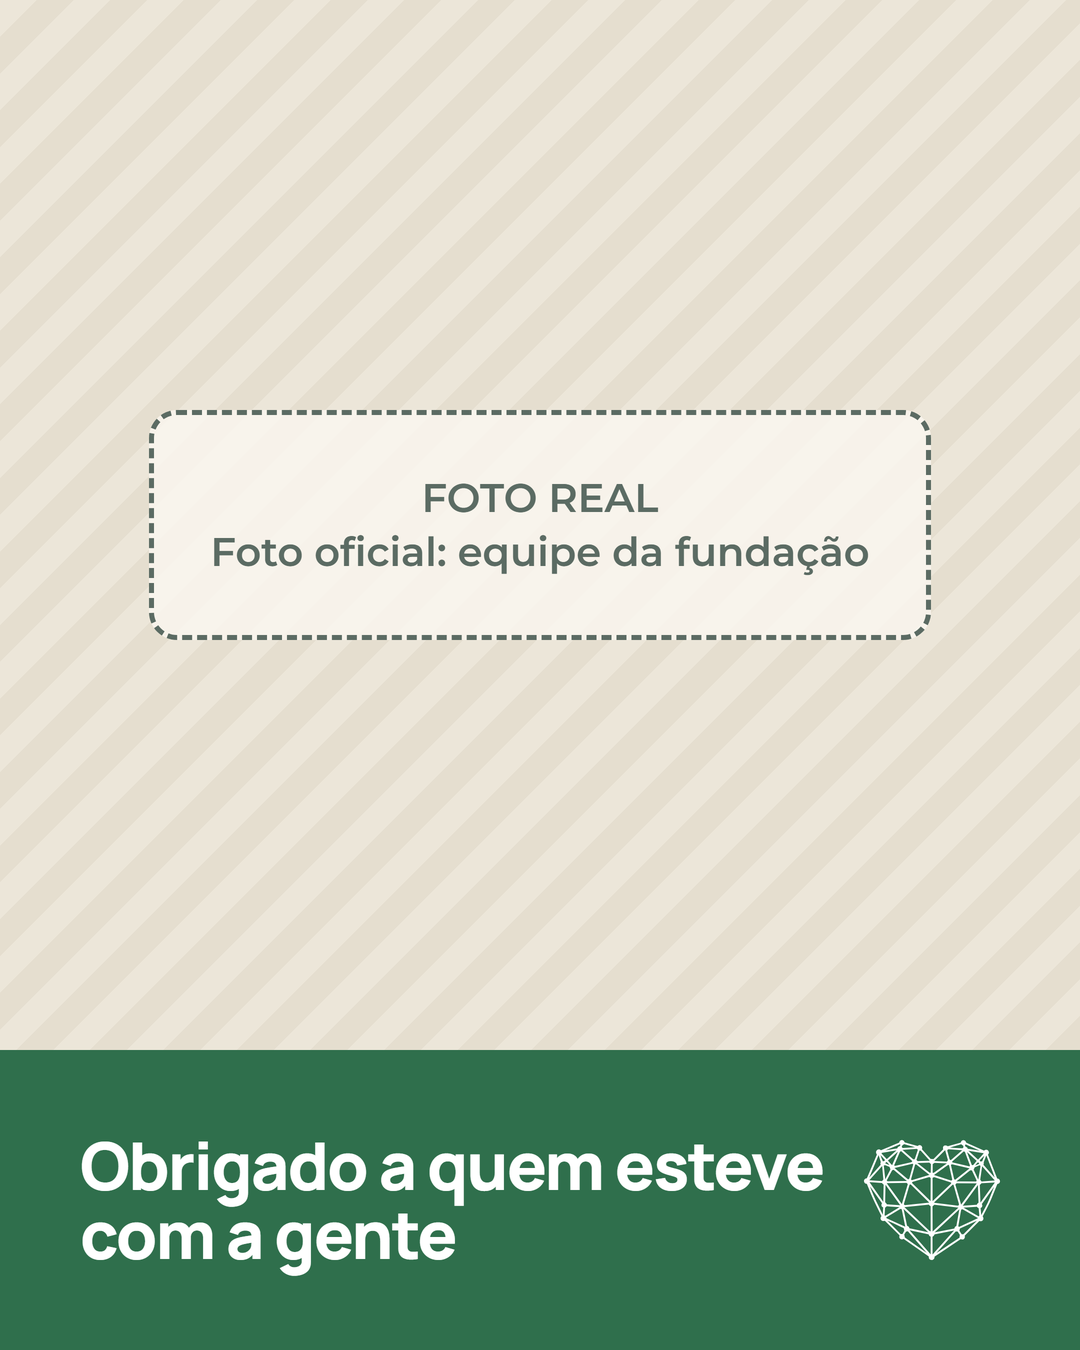 FOTO REAL
Foto oficial: equipe da fundação
Obrigado a quem esteve
com a gente